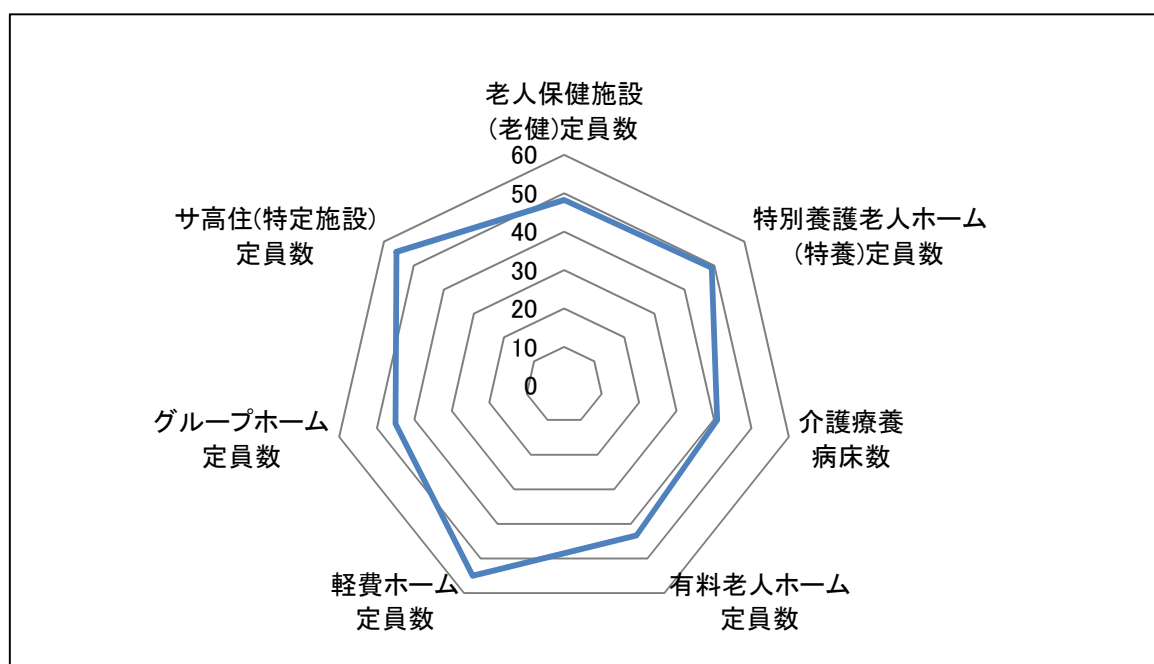 老人保健施設
(老健)定員数
特別養護老人ホーム
(特養)定員数
介護療養
病床数
有料老人ホーム
定員数
軽費ホーム
定員数
グループホーム
定員数
サ高住(特定施設)
定員数
60
50
40
30
20
10
0